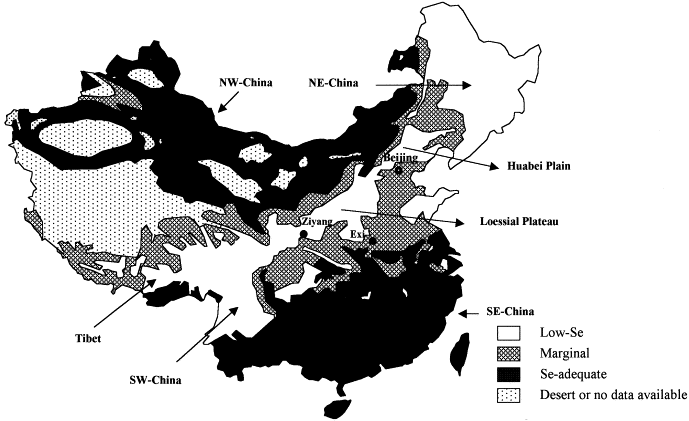 NW-China
NE-China
Beijing
Huabei Plain
Ziyang
Exi
Loessial Plateau
SE-China
Tibet
SW-China
Low-Se
Marginal
Se-adequate
Desert or no data available